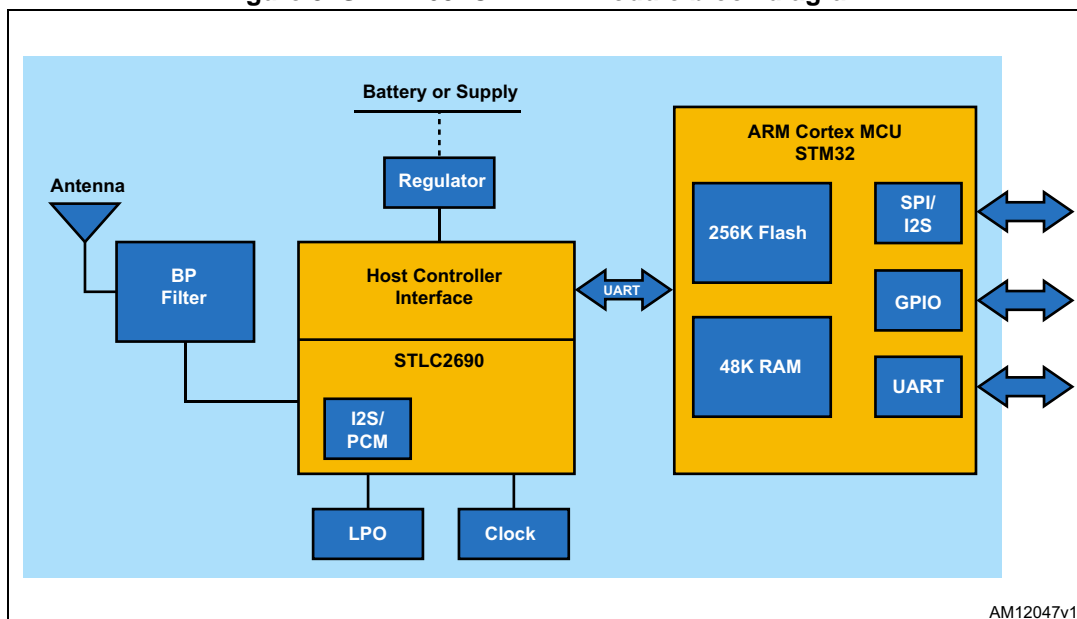 Battery or Supply
ARM Cortex MCU
STM32
Antenna
Regulator
SPI/
I2S
256K Flash
BP
Filter
Host Controller
Interface
UART
GPIO
STLC2690
48K RAM
UART
I2S/
PCM
LPO
Clock
AM12047v1